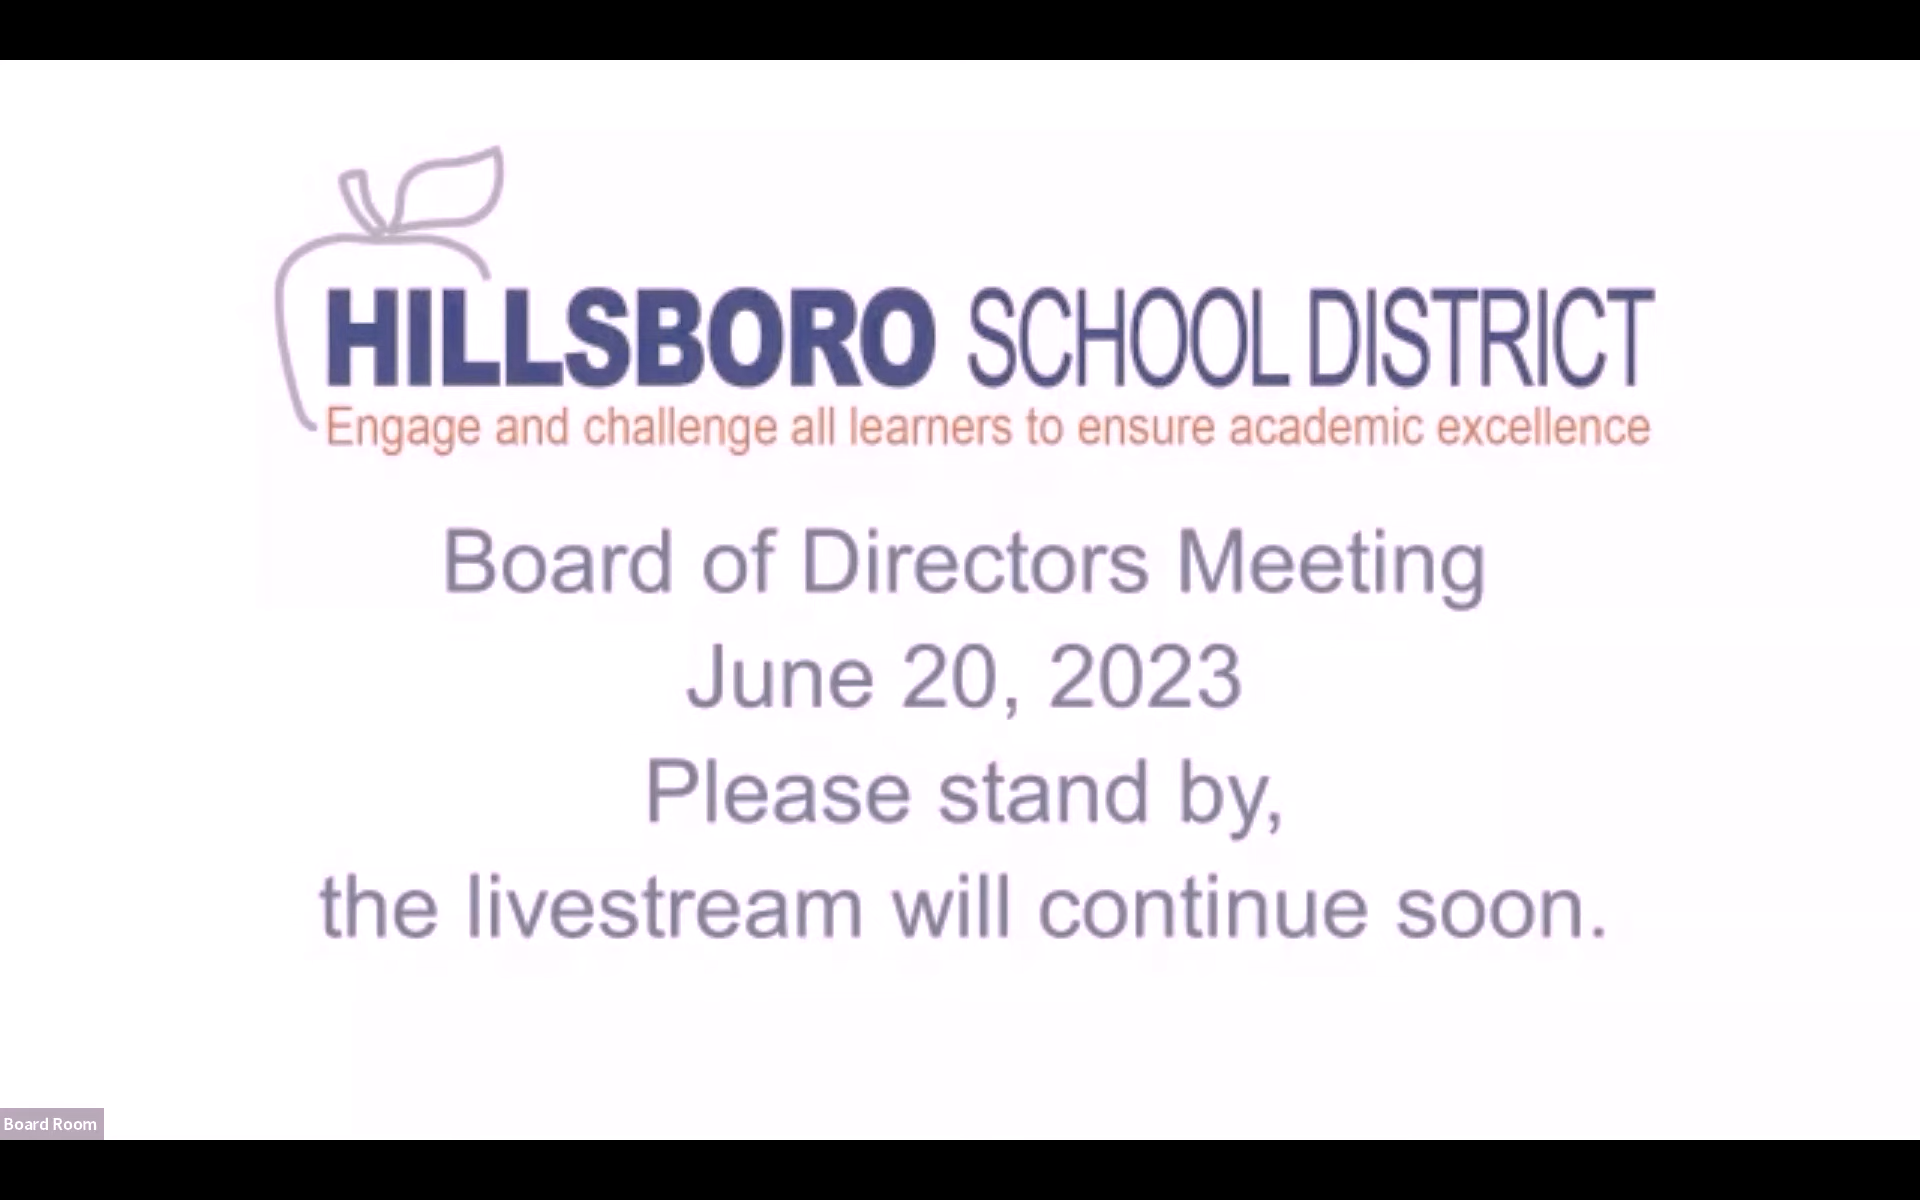 HILLSBORO SCHOOL DISTRICT
Engage and challenge all learners to ensure academic excellence
Board of Directors Meeting
June 20, 2023
Please stand by,
the livestream will continue soon.
Board Room